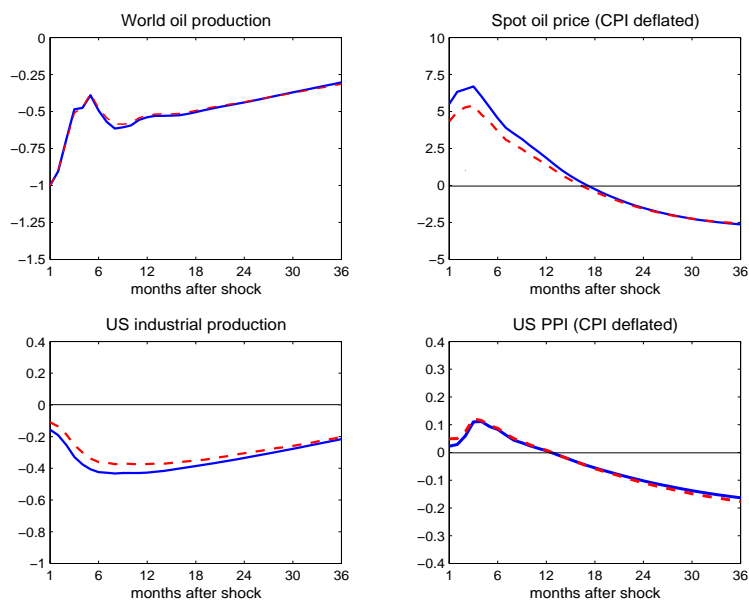 World oil production
0
−0.25
−0.5
−0.75
−1
−1.25
−1.5
1 6 12 18 24 30 36
months after shock
Spot oil price (CPI deflated)
10
7.5
5
2.5
0
−2.5
−5
1 6 12 18 24 30 36
months after shock
US industrial production
0.4
0.2
0
−0.2
−0.4
−0.6
−0.8
−1
1 6 12 18 24 30 36
months after shock
US PPI (CPI deflated)
0.4
0.3
0.2
0.1
0
−0.1
−0.2
−0.3
−0.4
1 6 12 18 24 30 36
months after shock